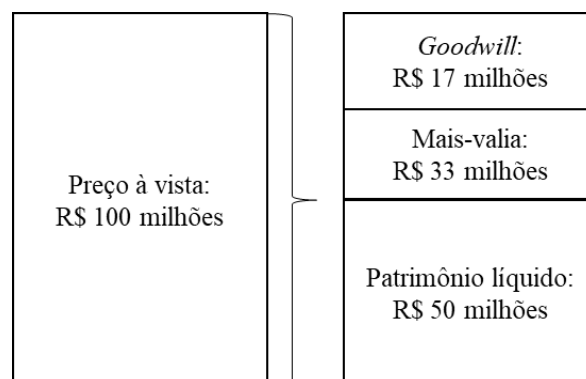 Preço à vista:
R$ 100 milhões
Goodwill:
R$ 17 milhões
Mais-valia:
R$ 33 milhões
Patrimônio líquido:
R$ 50 milhões